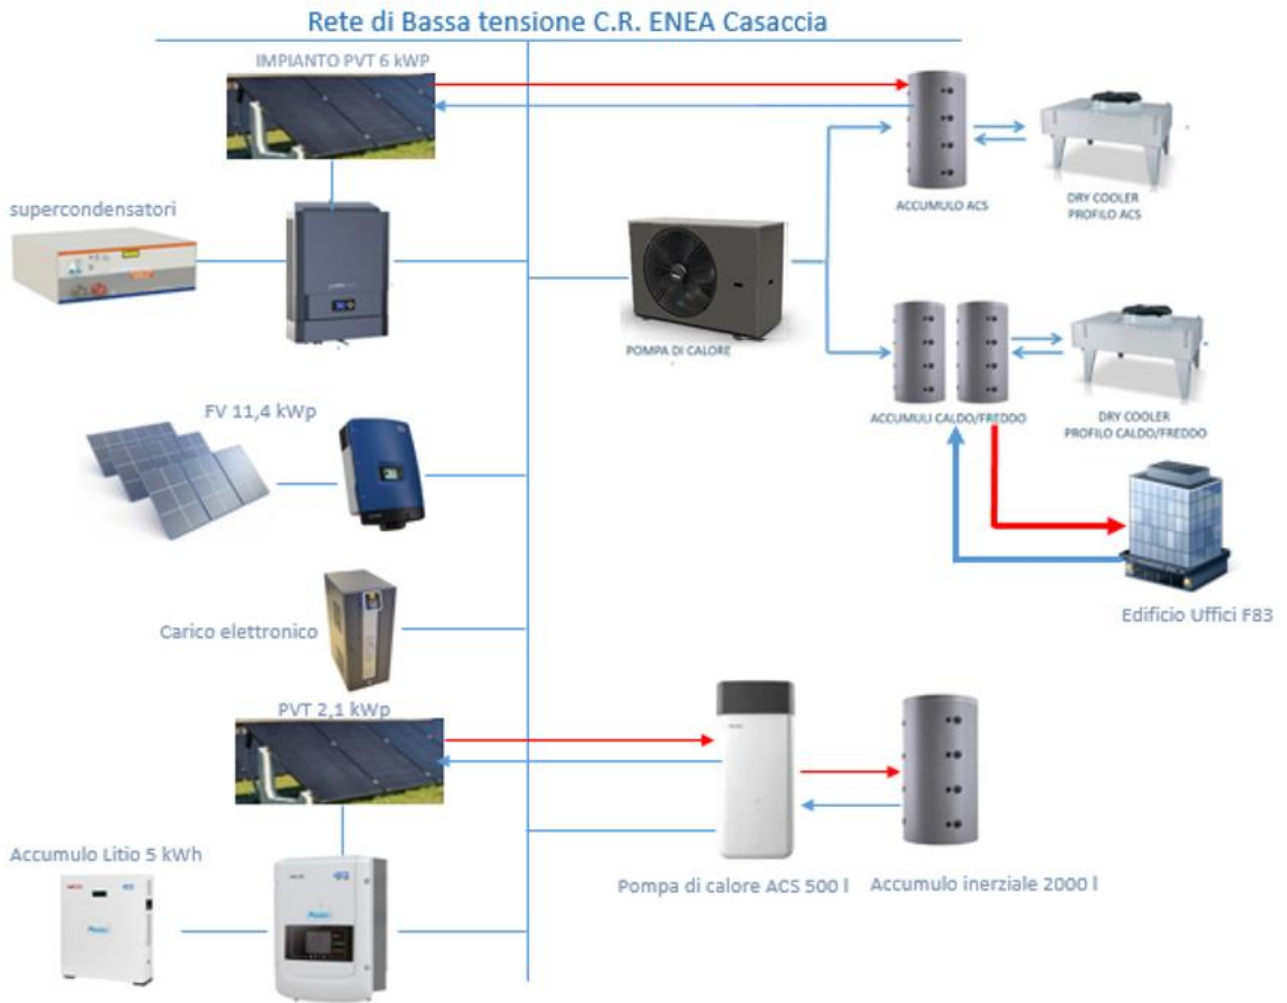 Rete di Bassa tensione C.R. ENEA Casaccia
IMPIANTO PVT 6 kWP
supercondensatori
ACCUMULO ACS
DRY COOLER
PROFILO ACS
POMPA DI CALORE
FV 11,4 kWp
ACCUMULI CALDO/FREDDO
DRY COOLER
PROFILO CALDO/FREDDO
Edificio Uffici F83
Carico elettronico
PVT 2,1 kWp
Accumulo Litio 5 kWh
Pompa di calore ACS 500 l
Accumulo inerziale 2000 l